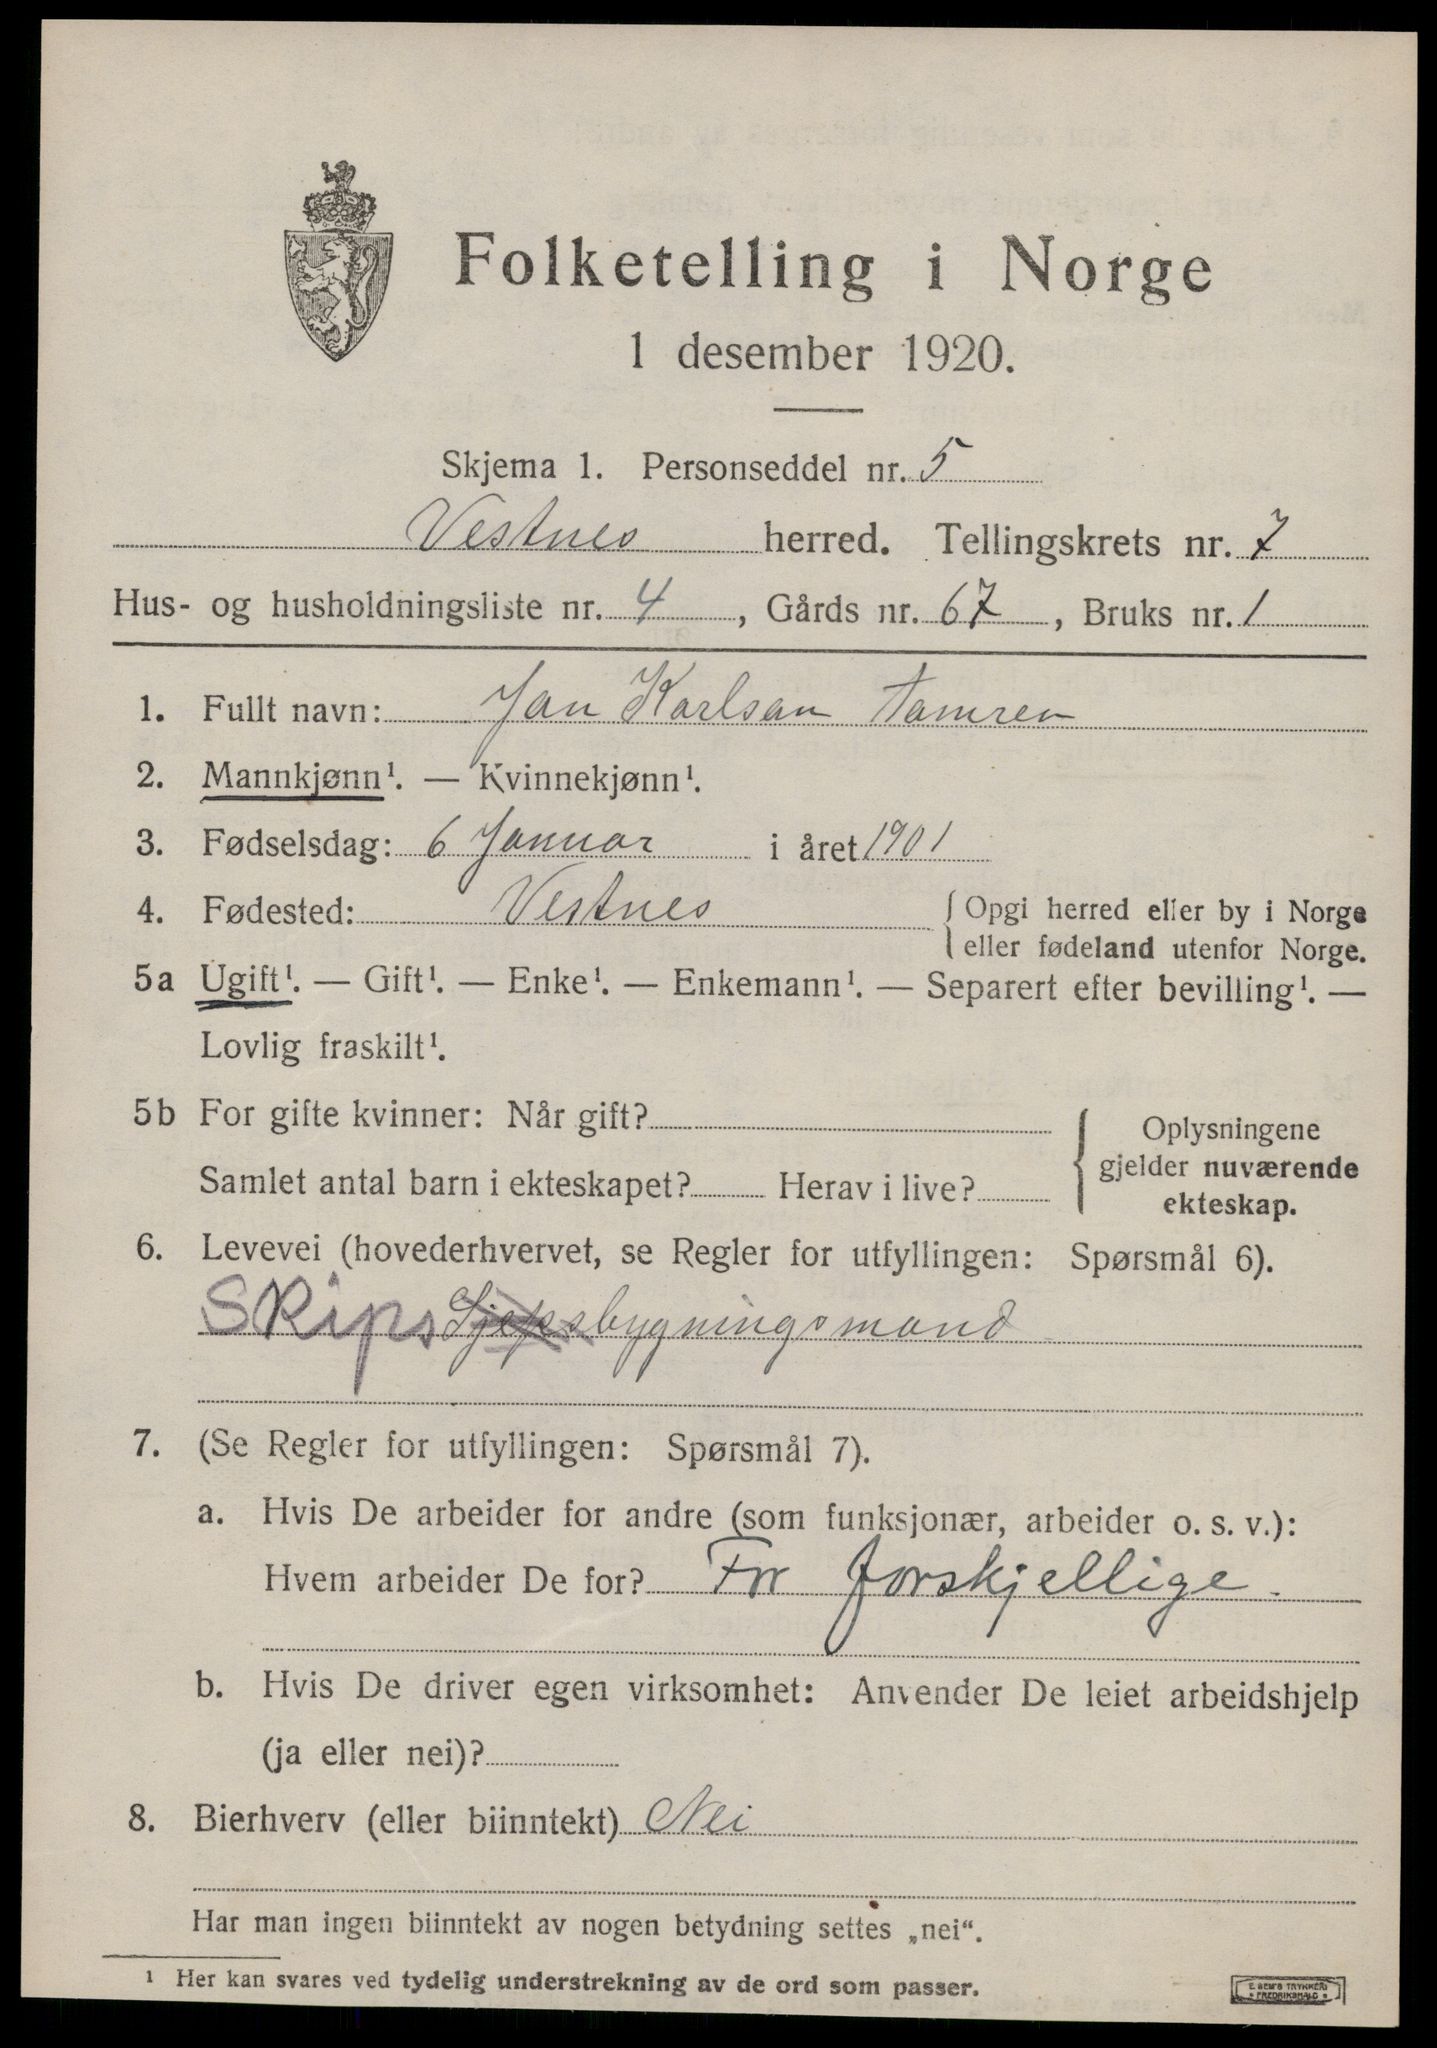 Folketelling i Norge
1 desember 1920.
Skjema 1. Personseddel nr. 5
Vestnes herred. Tellingskrets nr. 7
Hus- og husholdningsliste nr. 4, Gårds nr. 67, Bruks nr. 1
1. Fullt navn: Jan Karlsan Tamren
2. Mannkjønn¹. — Kvinnekjønn¹.
3. Fødselsdag: 6 Januar i året 1901
4. Fødested: Vestnes { Opgi herred eller by i Norge
eller fødeland utenfor Norge.
5a Ugift¹. — Gift¹. — Enke¹. — Enkemann¹. — Separert efter bevilling¹. —
Lovlig fraskilt¹.
5b For gifte kvinner: Når gift?
Samlet antal barn i ekteskapet? Herav i live?
Oplysningene
gjelder nuværende
ekteskap.
6. Levevei (hovederhvervet, se Regler for utfyllingen: Spørsmål 6).
Skips Sjepsbygningsmand
7. (Se Regler for utfyllingen: Spørsmål 7).
a. Hvis De arbeider for andre (som funksjonær, arbeider o. s. v.):
Hvem arbeider De for? For forskjellige.
b. Hvis De driver egen virksomhet: Anvender De leiet arbeidshjelp
(ja eller nei)?
8. Bierhverv (eller biinntekt) Nei
Har man ingen biinntekt av nogen betydning settes „nei“.
¹ Her kan svares ved tydelig understrekning av de ord som passer.